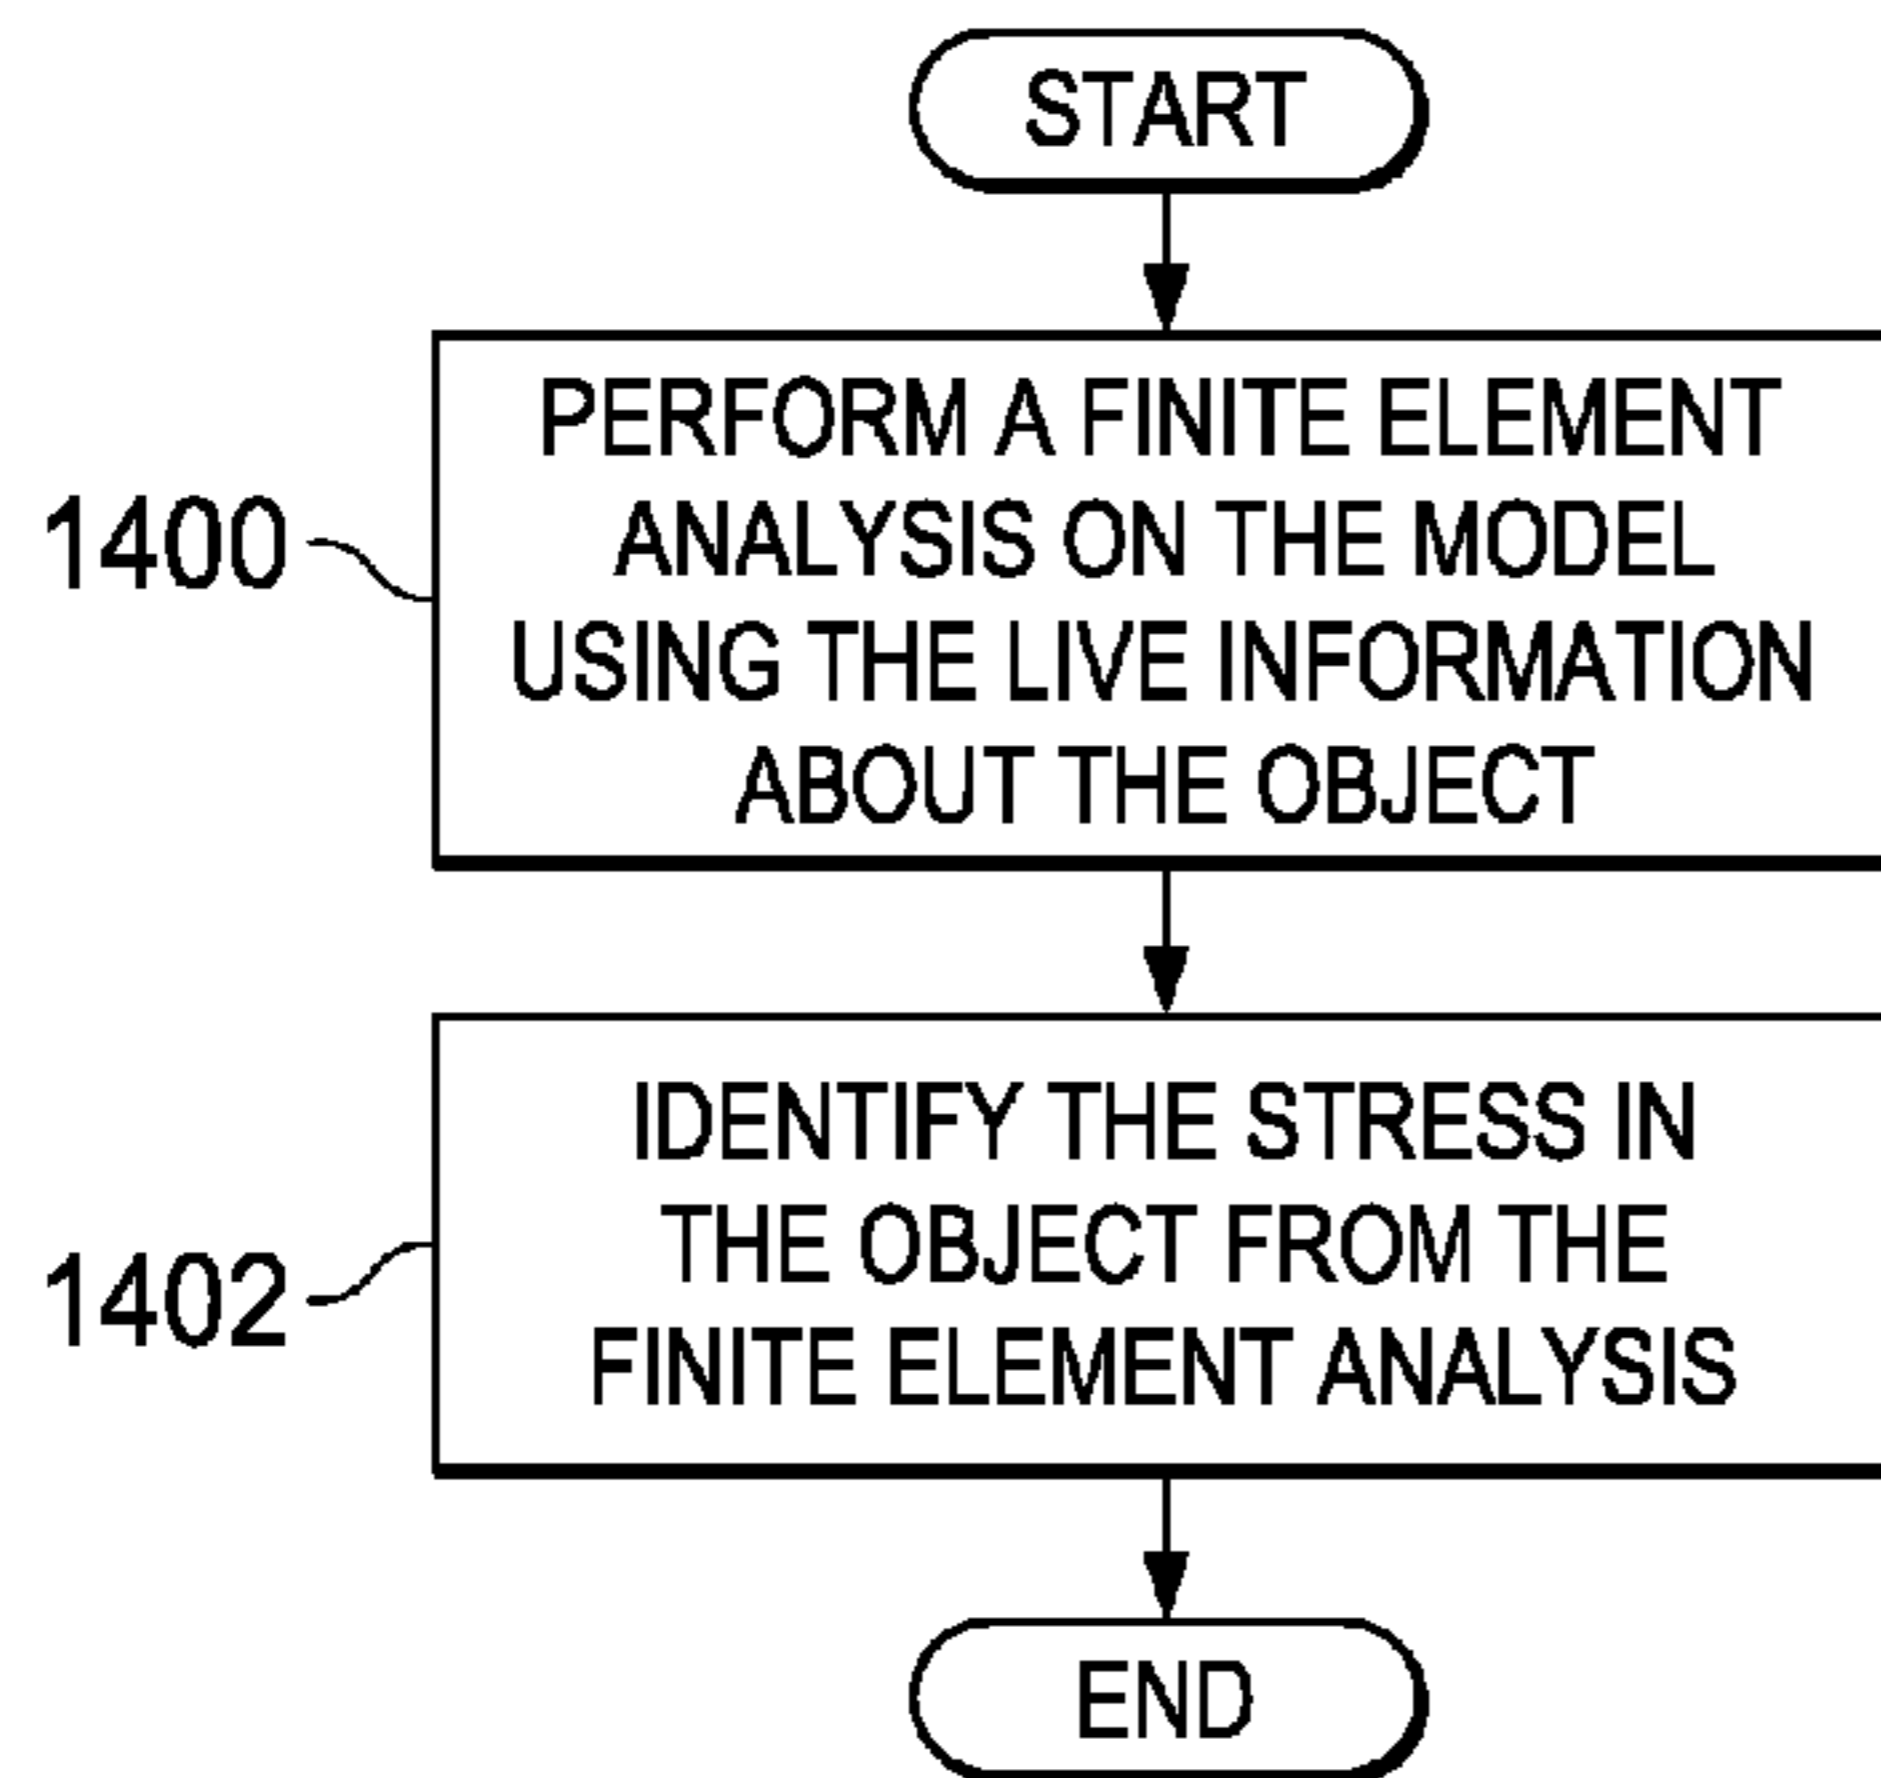 START
1400
PERFORM A FINITE ELEMENT
ANALYSIS ON THE MODEL
USING THE LIVE INFORMATION
ABOUT THE OBJECT
1402
IDENTIFY THE STRESS IN
THE OBJECT FROM THE
FINITE ELEMENT ANALYSIS
END